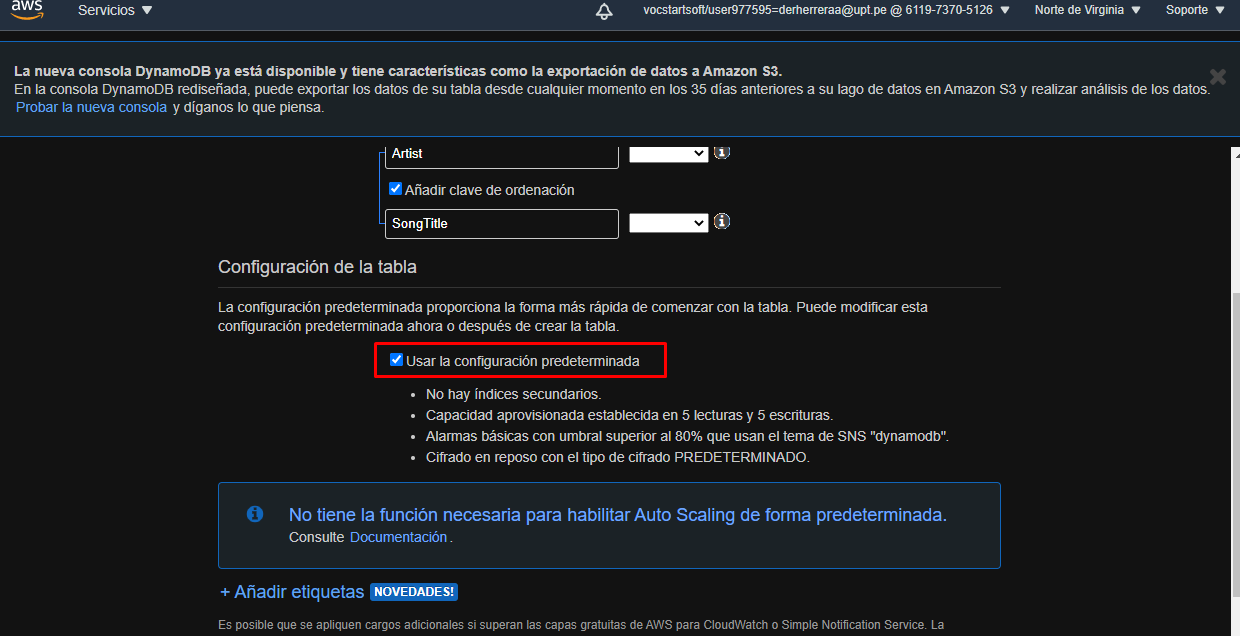 aws Servicios vocstartsoft/user977595=derherreraa@upt.pe @ 6119-7370-5126 Norte de Virginia Soporte
La nueva consola DynamoDB ya está disponible y tiene características como la exportación de datos a Amazon S3.
En la consola DynamoDB rediseñada, puede exportar los datos de su tabla desde cualquier momento en los 35 días anteriores a su lago de datos en Amazon S3 y realizar análisis de los datos.
Probar la nueva consola y díganos lo que piensa.
Artist
Añadir clave de ordenación
SongTitle
Configuración de la tabla
La configuración predeterminada proporciona la forma más rápida de comenzar con la tabla. Puede modificar esta
configuración predeterminada ahora o después de crear la tabla.
Usar la configuración predeterminada
• No hay índices secundarios.
• Capacidad aprovisionada establecida en 5 lecturas y 5 escrituras.
• Alarmas básicas con umbral superior al 80% que usan el tema de SNS "dynamodb".
• Cifrado en reposo con el tipo de cifrado PREDETERMINADO.
No tiene la función necesaria para habilitar Auto Scaling de forma predeterminada.
Consulte Documentación.
+ Añadir etiquetas NOVEDADES!
Es posible que se apliquen cargos adicionales si superan las capas gratuitas de AWS para CloudWatch o Simple Notification Service. La